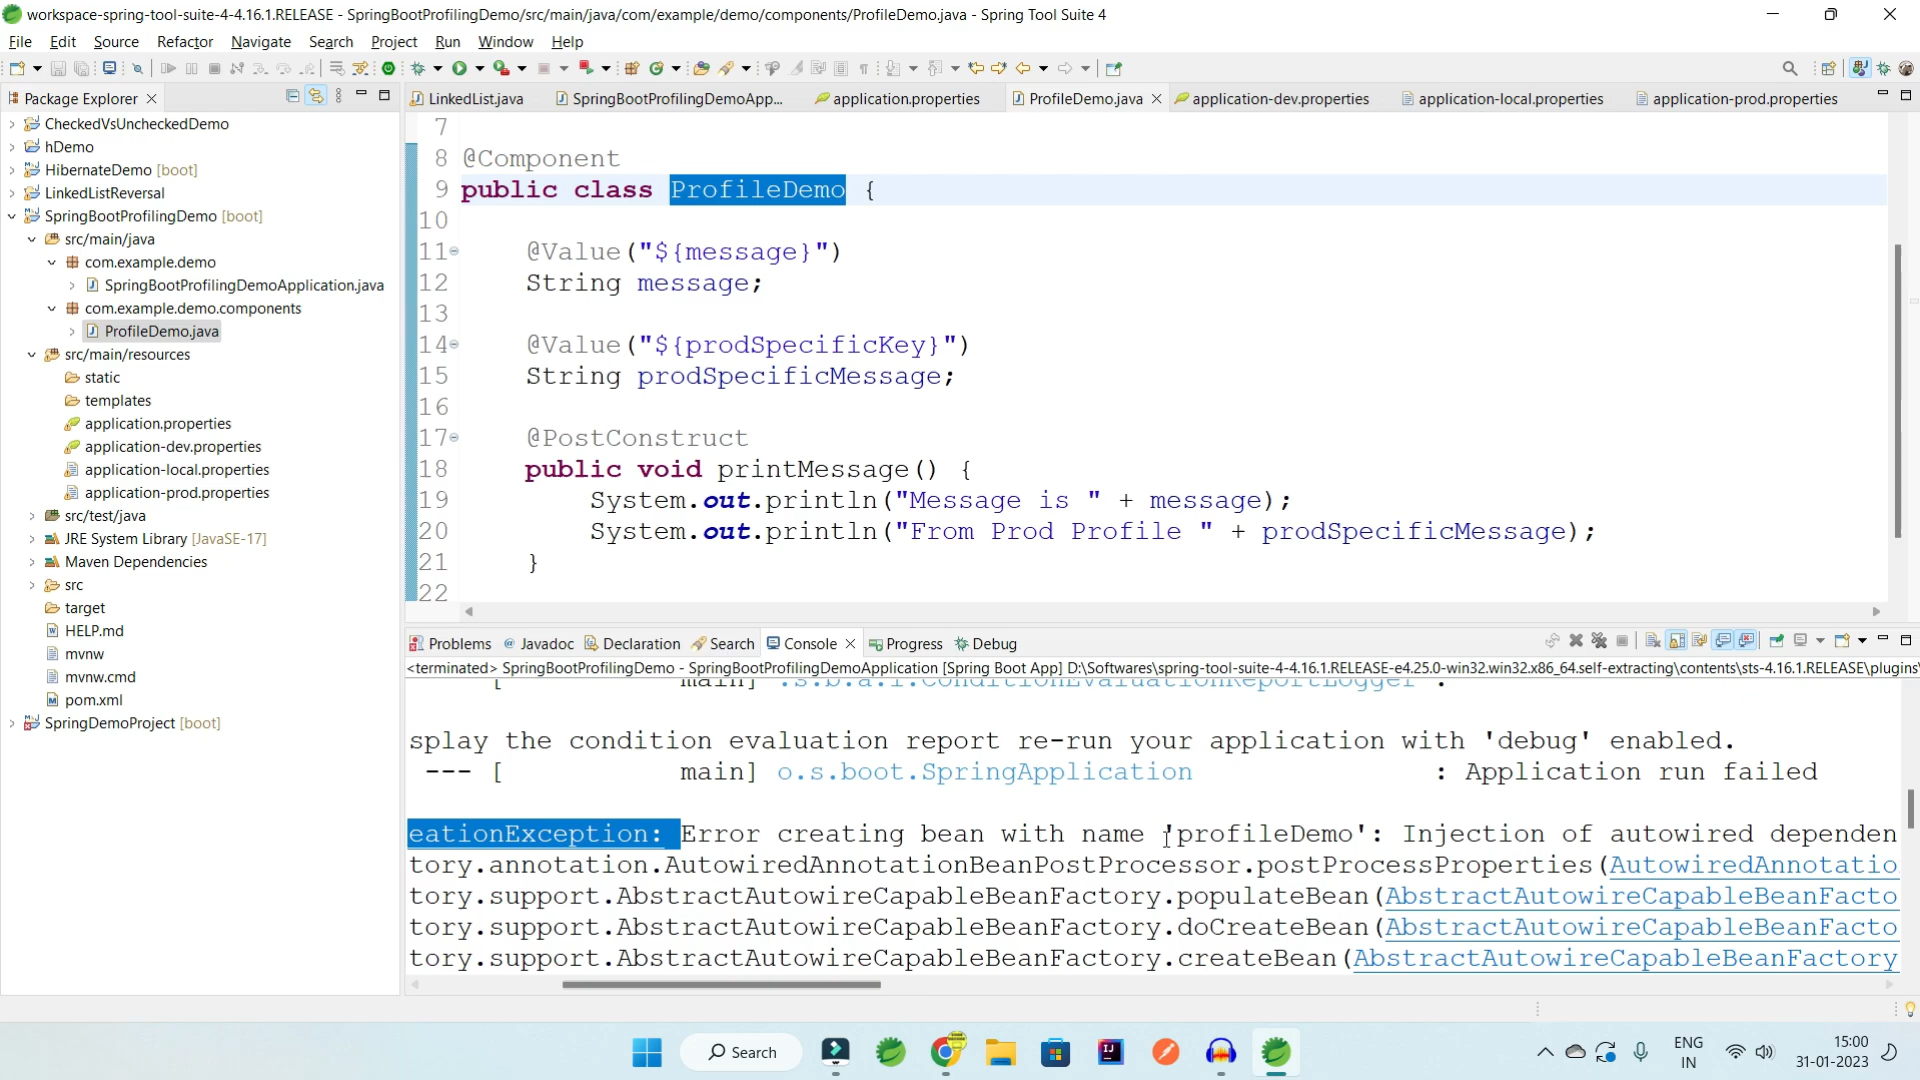 workspace-spring-tool-suite-4-4.16.1.RELEASE - SpringBootProfilingDemo/src/main/java/com/example/demo/components/ProfileDemo.java - Spring Tool Suite 4
File Edit Source Refactor Navigate Search Project Run Window Help
Package Explorer
LinkedList.java SpringBootProfilingDemoApp... application.properties ProfileDemo.java application-dev.properties application-local.properties application-prod.properties
CheckedVsUncheckedDemo
hDemo
HibernateDemo [boot]
LinkedListReversal
SpringBootProfilingDemo [boot]
src/main/java
com.example.demo
SpringBootProfilingDemoApplication.java
com.example.demo.components
ProfileDemo.java
src/main/resources
static
templates
application.properties
application-dev.properties
application-local.properties
application-prod.properties
src/test/java
JRE System Library [JavaSE-17]
Maven Dependencies
src
target
HELP.md
mvnw
mvnw.cmd
pom.xml
SpringDemoProject [boot]
7
8 @Component
9 public class ProfileDemo {
10
11 @Value("${message}")
12 String message;
13
14 @Value("${prodSpecificKey}")
15 String prodSpecificMessage;
16
17 @PostConstruct
18 public void printMessage() {
19 System.out.println("Message is " + message);
20 System.out.println("From Prod Profile " + prodSpecificMessage);
21 }
22
Problems @ Javadoc Declaration Search Console Progress Debug
<terminated> SpringBootProfilingDemo - SpringBootProfilingDemoApplication [Spring Boot App] D:\Softwares\spring-tool-suite-4-4.16.1.RELEASE-e4.25.0-win32.win32.x86_64.self-extracting\contents\sts-4.16.1.RELEASE\plugins\
[ main] .s.b.a.l.ConditionEvaluationReportLogger :
splay the condition evaluation report re-run your application with 'debug' enabled.
--- [ main] o.s.boot.SpringApplication : Application run failed
eationException: Error creating bean with name 'profileDemo': Injection of autowired dependen
tory.annotation.AutowiredAnnotationBeanPostProcessor.postProcessProperties(AutowiredAnnotatio
tory.support.AbstractAutowireCapableBeanFactory.populateBean(AbstractAutowireCapableBeanFacto
tory.support.AbstractAutowireCapableBeanFactory.doCreateBean(AbstractAutowireCapableBeanFacto
tory.support.AbstractAutowireCapableBeanFactory.createBean(AbstractAutowireCapableBeanFactory
Search
ENG
IN
15:00
31-01-2023